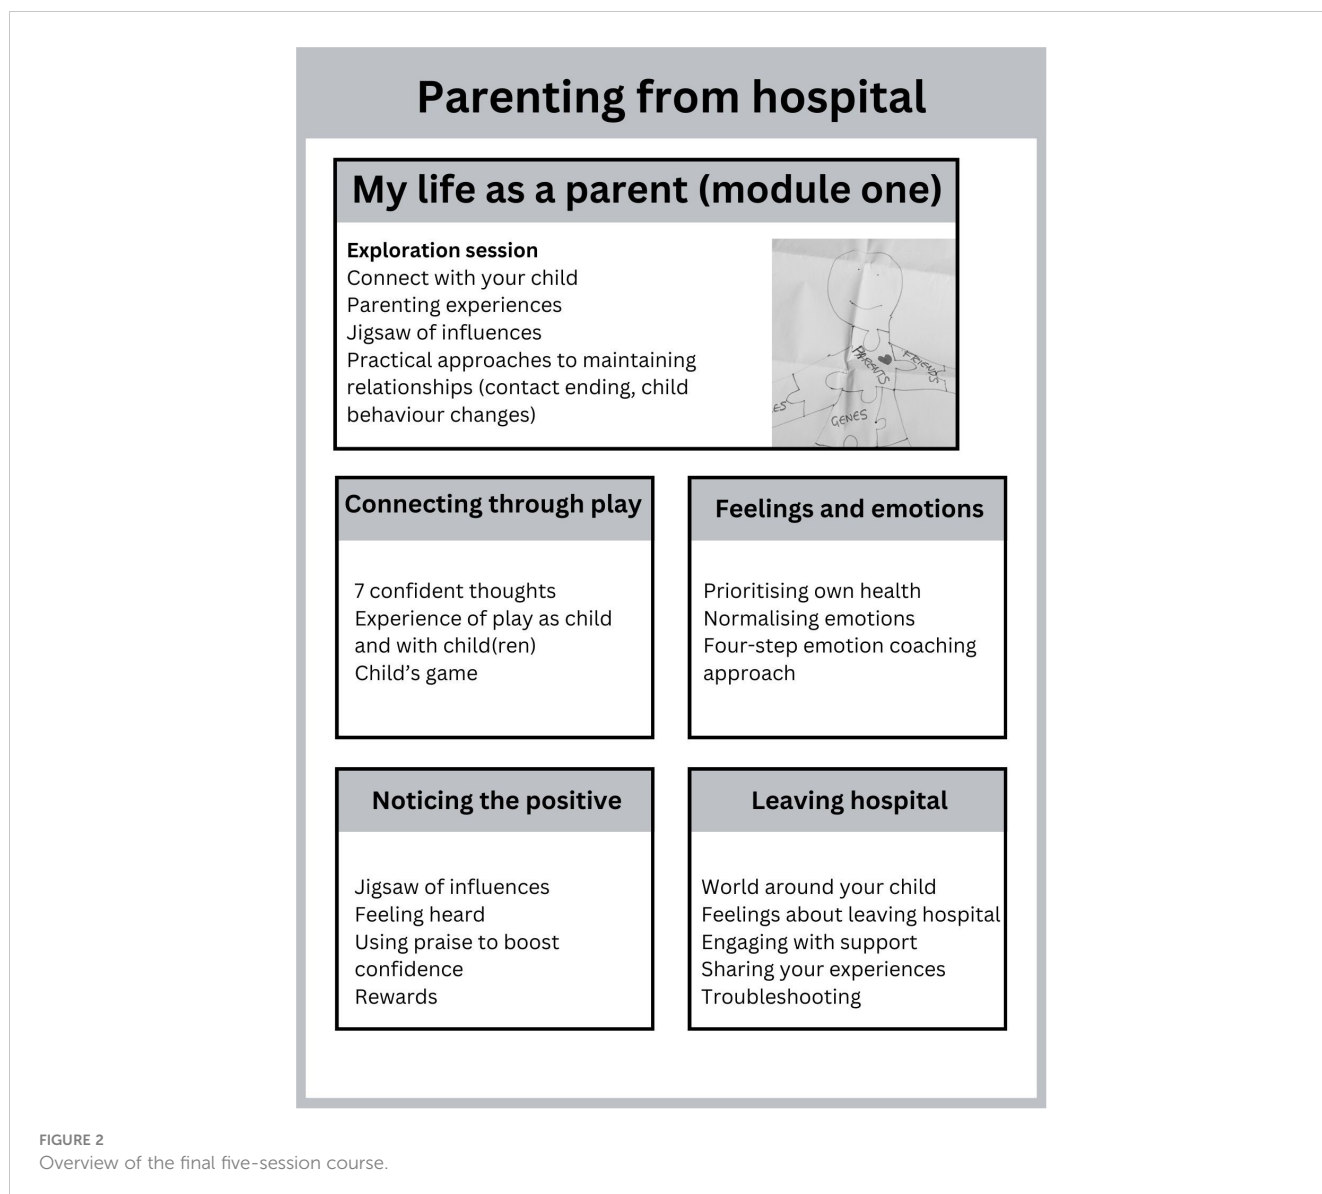 Parenting from hospital
My life as a parent (module one)
Exploration session
Connect with your child
Parenting experiences
Jigsaw of influences
Practical approaches to maintaining
relationships (contact ending, child
behaviour changes)
PARENTS
FRIENDS
ES
GENES
Connecting through play
7 confident thoughts
Experience of play as child
and with child(ren)
Child’s game
Feelings and emotions
Prioritising own health
Normalising emotions
Four-step emotion coaching
approach
Noticing the positive
Jigsaw of influences
Feeling heard
Using praise to boost
confidence
Rewards
Leaving hospital
World around your child
Feelings about leaving hospital
Engaging with support
Sharing your experiences
Troubleshooting
FIGURE 2
Overview of the final five-session course.